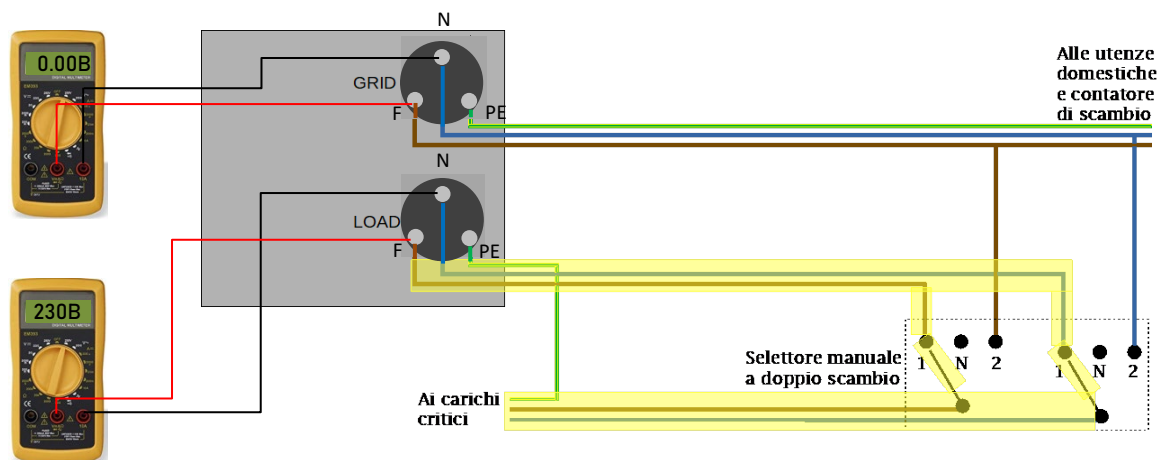 N
0.00B
GRID
F
PE
Alle utenze
domestiche
e contatore
di scambio
N
LOAD
F
PE
230B
Selettore manuale
a doppio scambio
1 N 2
1 N 2
Ai carichi
critici